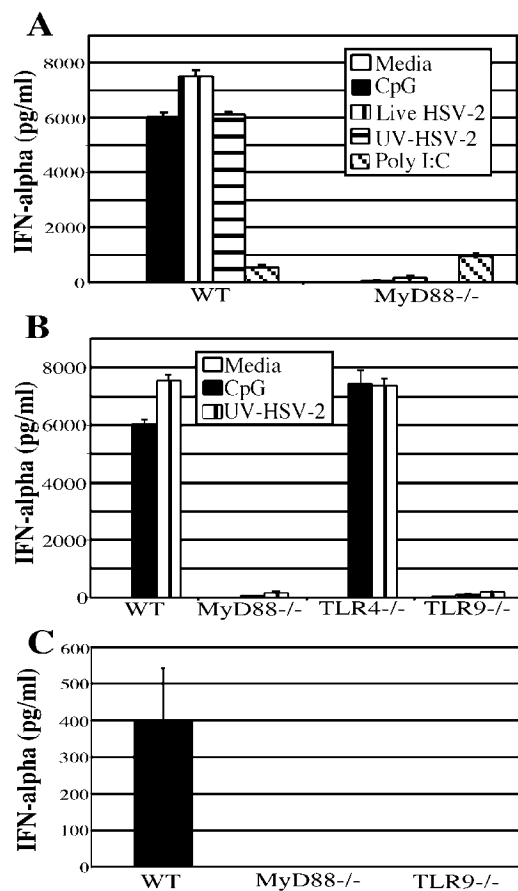 A
IFN-alpha (pg/ml)
8000
6000
4000
2000
0
Media
CpG
Live HSV-2
UV-HSV-2
Poly I:C
WT
MyD88-/-
B
IFN-alpha (pg/ml)
8000
6000
4000
2000
0
Media
CpG
UV-HSV-2
WT
MyD88-/-
TLR4-/-
TLR9-/-
C
IFN-alpha (pg/ml)
600
500
400
300
200
100
0
WT
MyD88-/-
TLR9-/-